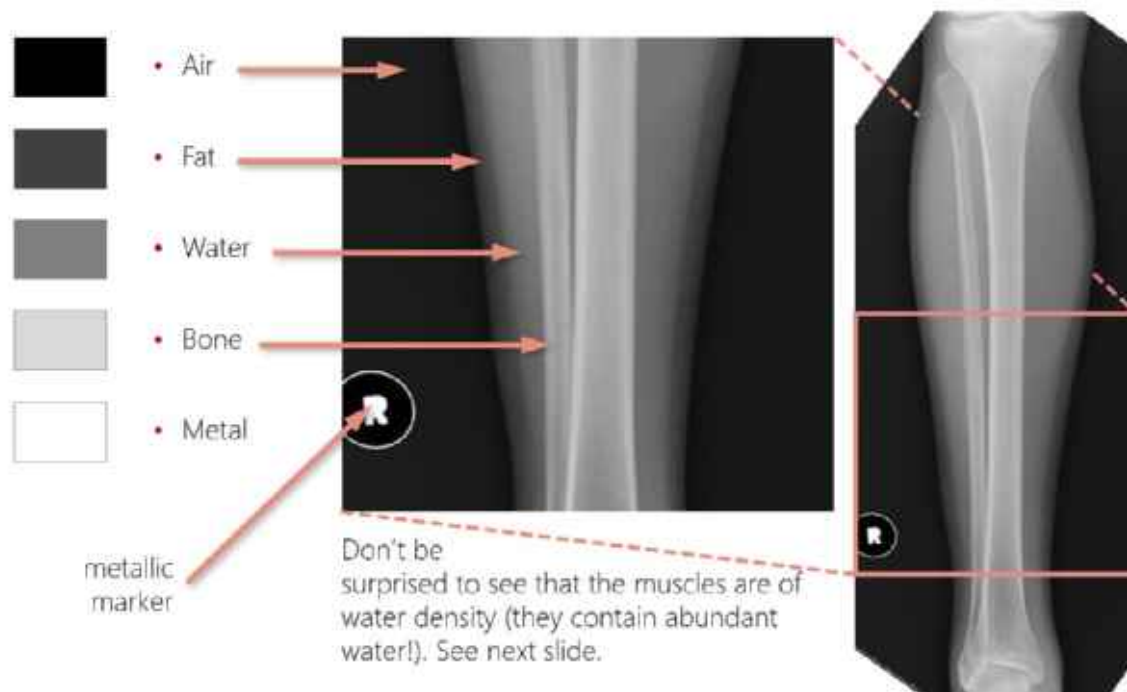 • Air
• Fat
• Water
• Bone
• Metal
R
metallic
marker
Don't be
surprised to see that the muscles are of
water density (they contain abundant
water!). See next slide.
R